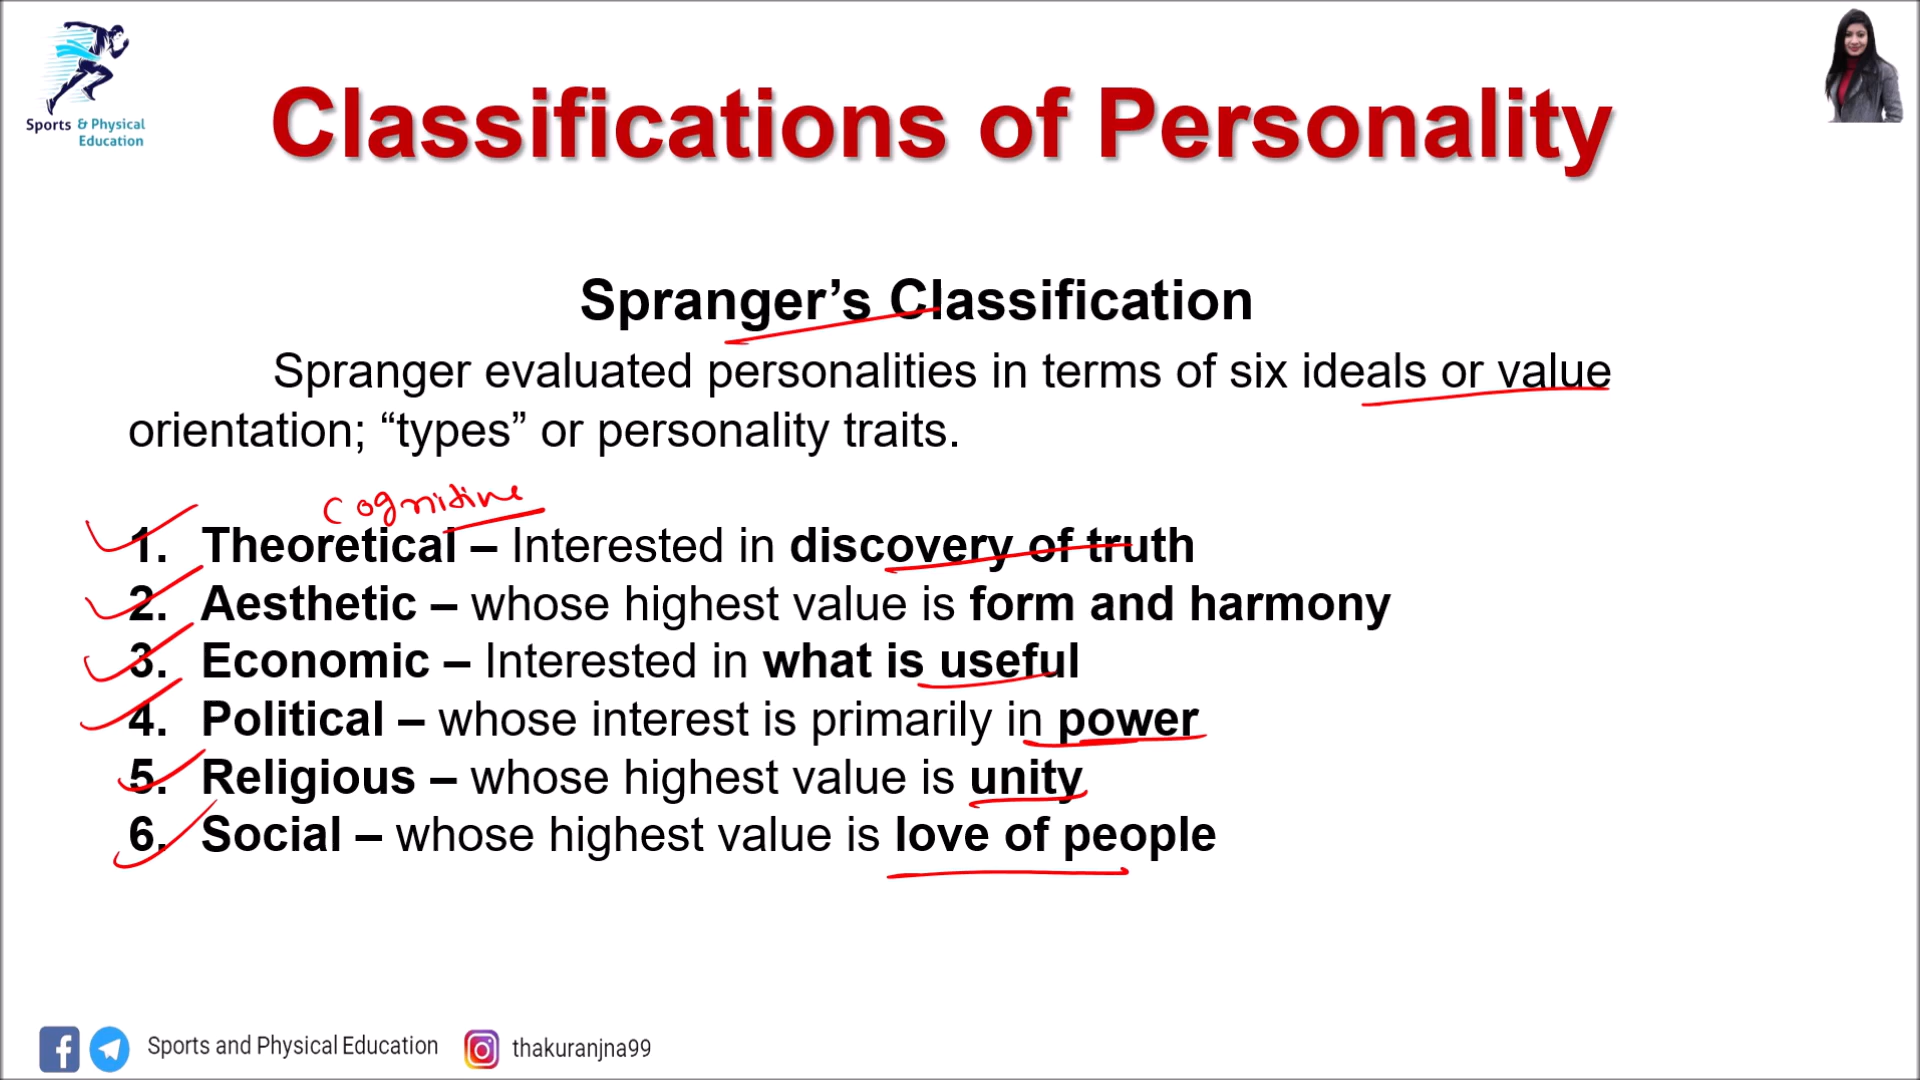 Sports & Physical
Education
Classifications of Personality
Spranger’s Classification
Spranger evaluated personalities in terms of six ideals or value
orientation; “types” or personality traits.
Cognitive
1. Theoretical – Interested in discovery of truth
2. Aesthetic – whose highest value is form and harmony
3. Economic – Interested in what is useful
4. Political – whose interest is primarily in power
5. Religious – whose highest value is unity
6. Social – whose highest value is love of people
Sports and Physical Education thakuranjna99